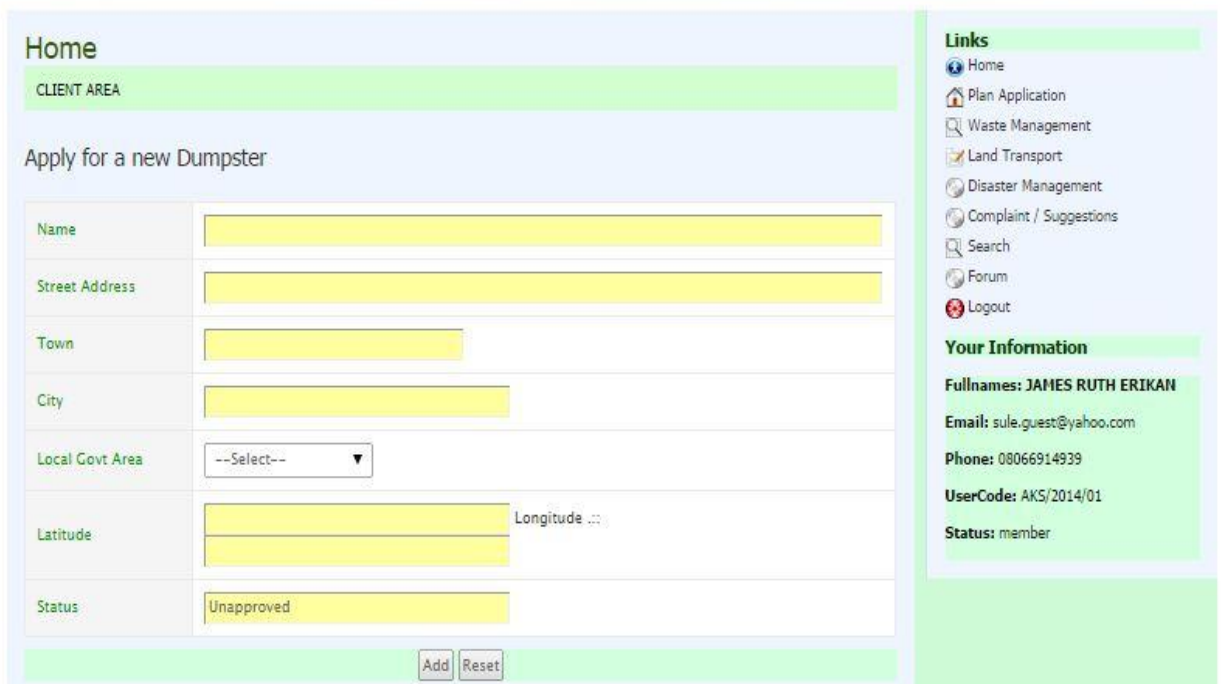 Home
CLIENT AREA
Apply for a new Dumpster
Name
Street Address
Town
City
Local Govt Area
--Select--
Latitude
Longitude .::
Status
Unapproved
Add Reset
Links
Home
Plan Application
Waste Management
Land Transport
Disaster Management
Complaint / Suggestions
Search
Forum
Logout
Your Information
Fullnames: JAMES RUTH ERIKAN
Email: sule.guest@yahoo.com
Phone: 08066914939
UserCode: AKS/2014/01
Status: member